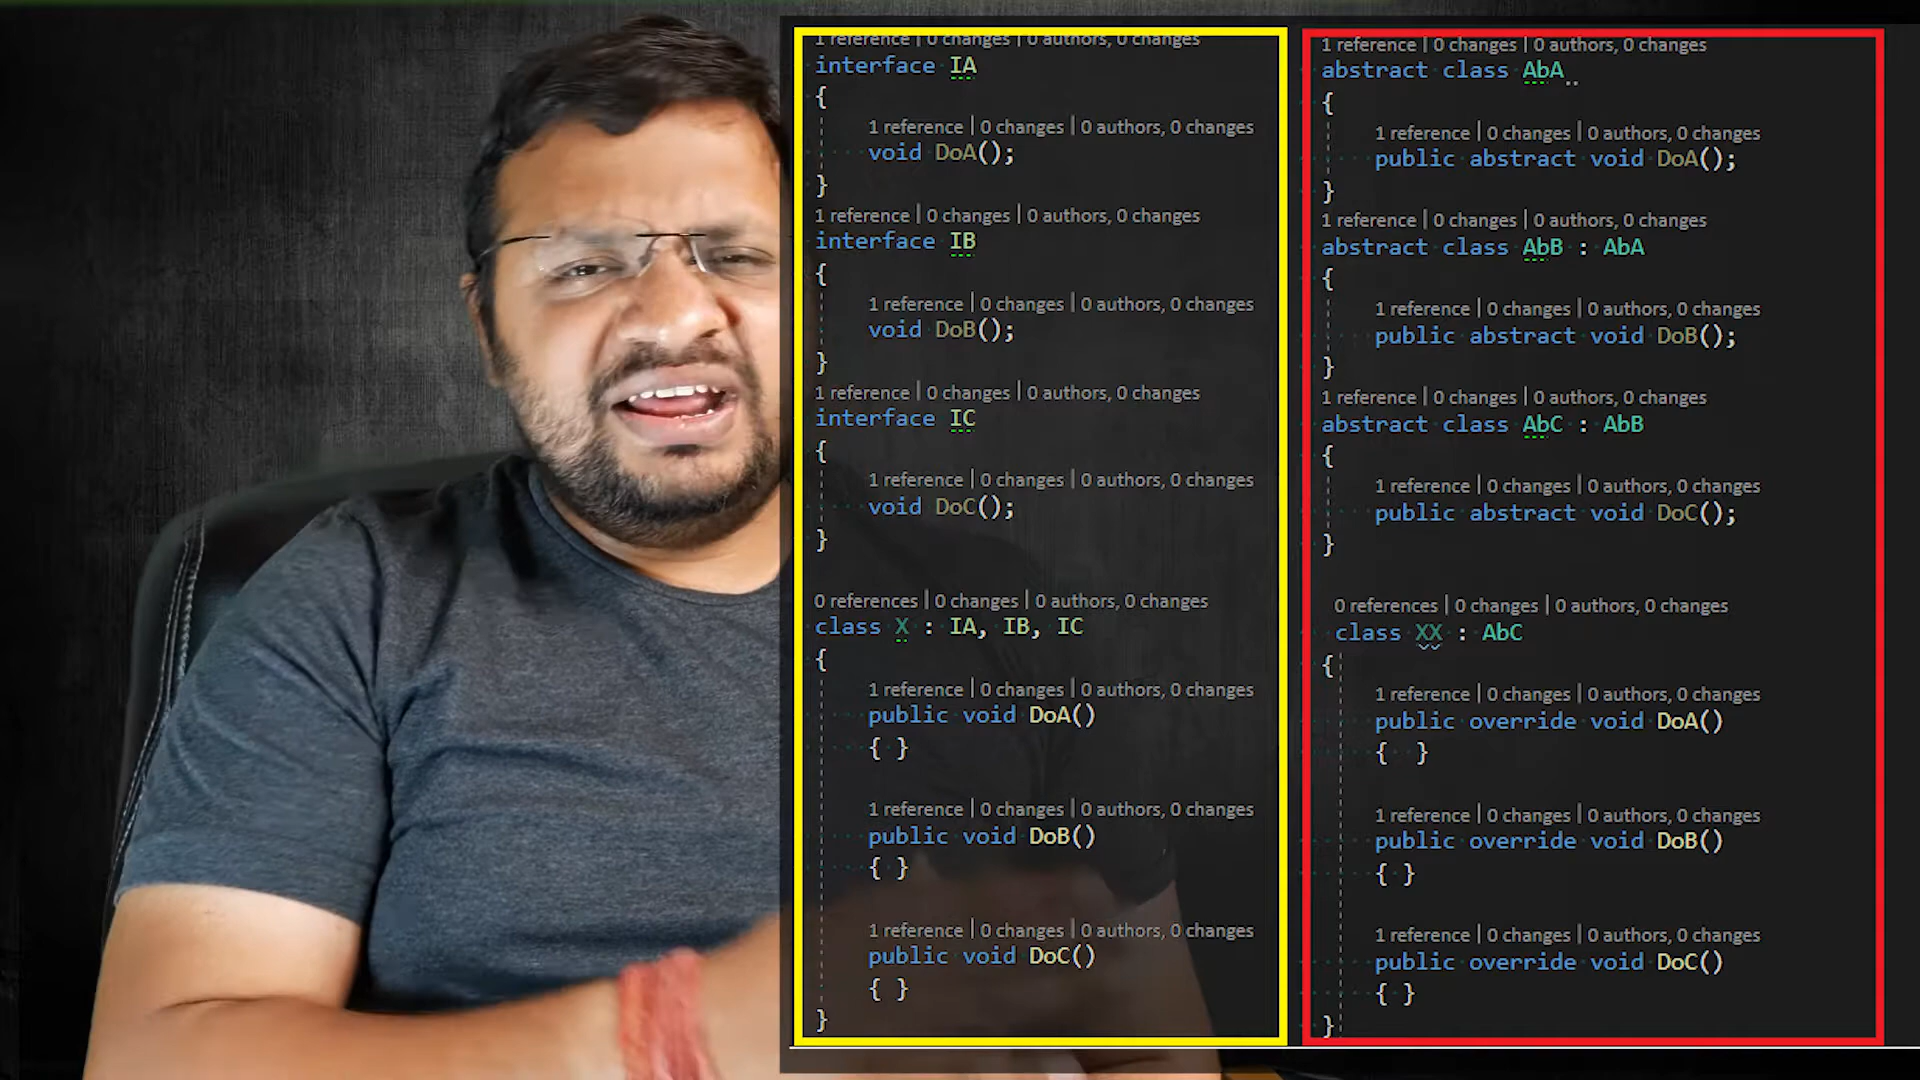 1 reference | 0 changes | 0 authors, 0 changes
interface IA
{
1 reference | 0 changes | 0 authors, 0 changes
void DoA();
}
1 reference | 0 changes | 0 authors, 0 changes
interface IB
{
1 reference | 0 changes | 0 authors, 0 changes
void DoB();
}
1 reference | 0 changes | 0 authors, 0 changes
interface IC
{
1 reference | 0 changes | 0 authors, 0 changes
void DoC();
}
0 references | 0 changes | 0 authors, 0 changes
class X : IA, IB, IC
{
1 reference | 0 changes | 0 authors, 0 changes
public void DoA()
{ }
1 reference | 0 changes | 0 authors, 0 changes
public void DoB()
{ }
1 reference | 0 changes | 0 authors, 0 changes
public void DoC()
{ }
}
1 reference | 0 changes | 0 authors, 0 changes
abstract class AbA
{
1 reference | 0 changes | 0 authors, 0 changes
public abstract void DoA();
}
1 reference | 0 changes | 0 authors, 0 changes
abstract class AbB : AbA
{
1 reference | 0 changes | 0 authors, 0 changes
public abstract void DoB();
}
1 reference | 0 changes | 0 authors, 0 changes
abstract class AbC : AbB
{
1 reference | 0 changes | 0 authors, 0 changes
public abstract void DoC();
}
0 references | 0 changes | 0 authors, 0 changes
class XX : AbC
{
1 reference | 0 changes | 0 authors, 0 changes
public override void DoA()
{ }
1 reference | 0 changes | 0 authors, 0 changes
public override void DoB()
{ }
1 reference | 0 changes | 0 authors, 0 changes
public override void DoC()
{ }
}